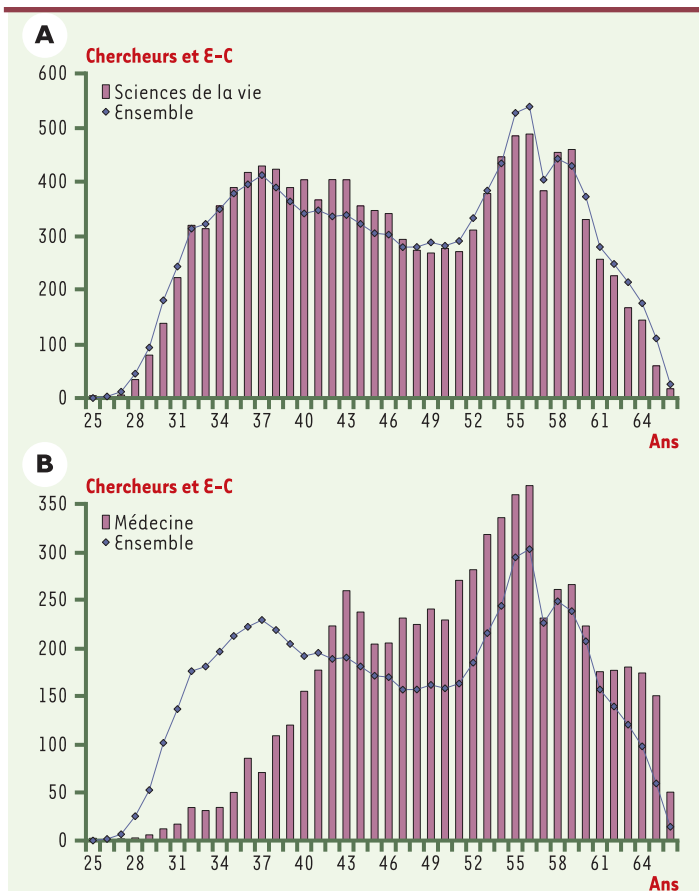 A
Chercheurs et E-C
600
Sciences de la vie
Ensemble
500
400
300
200
100
0
25 28 31 34 37 40 43 46 49 52 55 58 61 64
Ans
B
Chercheurs et E-C
350
Médecine
Ensemble
300
250
200
150
100
50
0
25 28 31 34 37 40 43 46 49 52 55 58 61 64
Ans